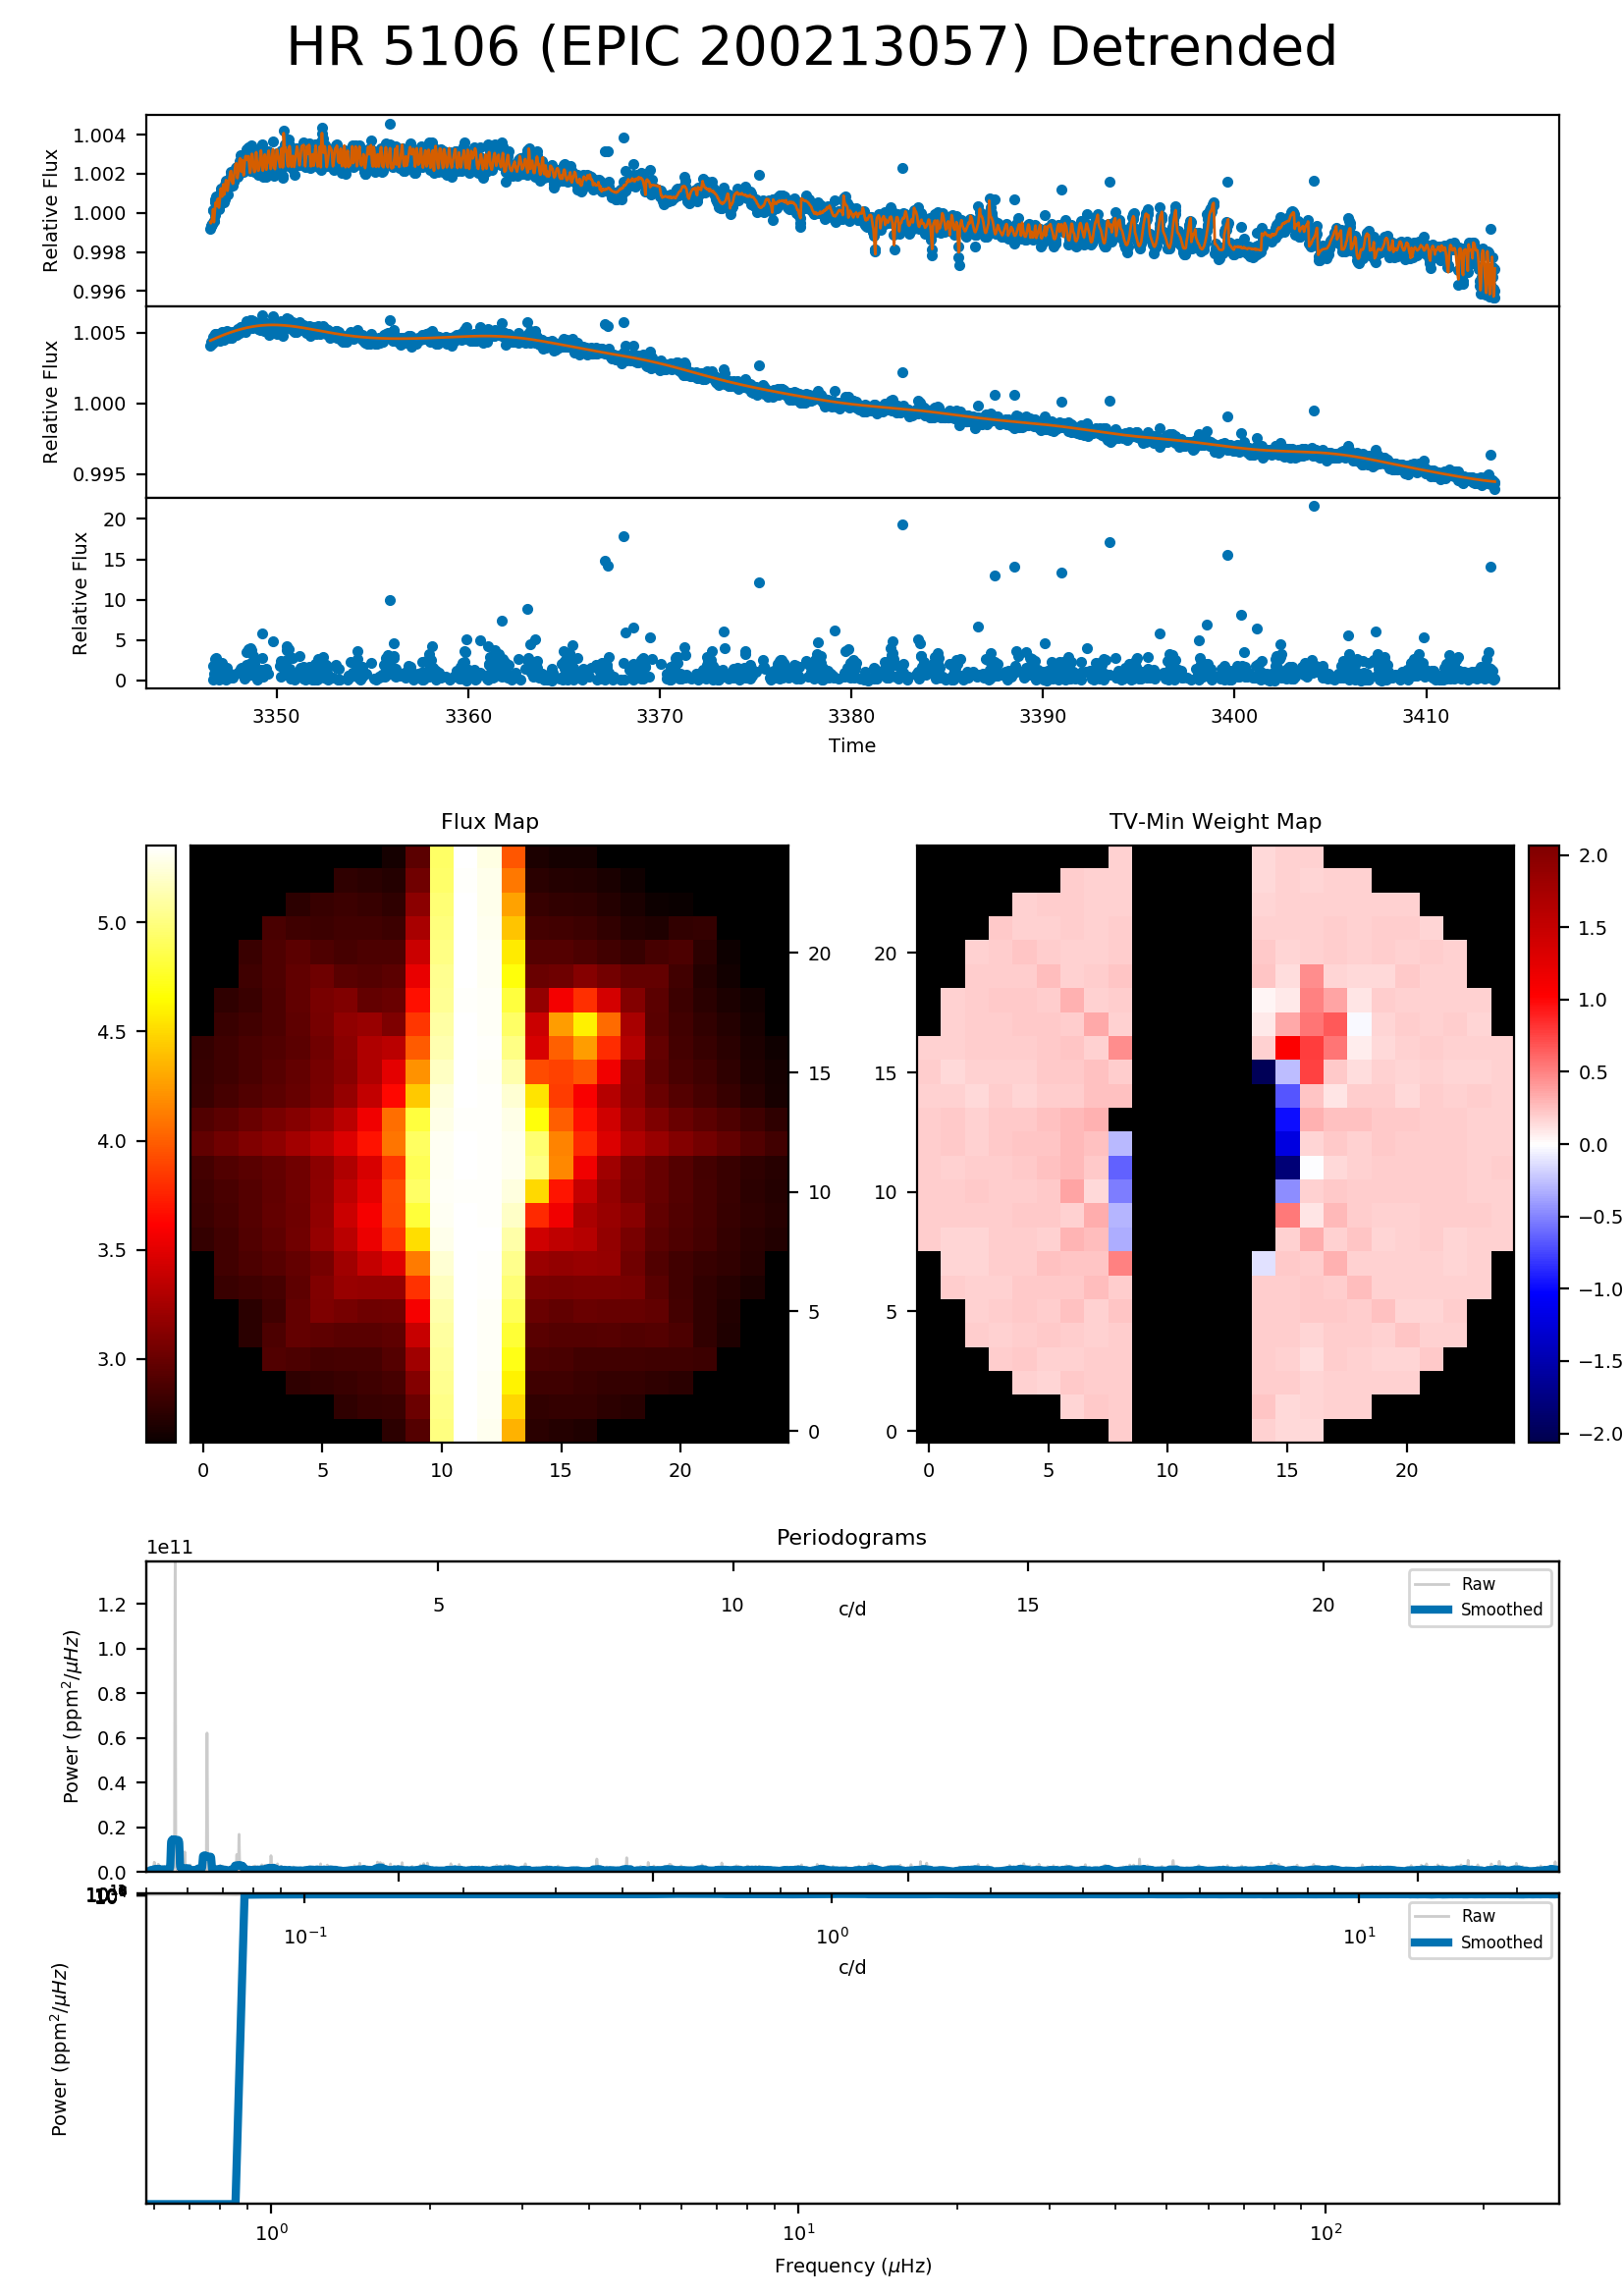 HR 5106 (EPIC 200213057) Detrended
Relative Flux
1.004
1.002
1.000
0.998
0.996
Relative Flux
1.005
1.000
0.995
Relative Flux
20
15
10
5
0
3350 3360 3370 3380 3390 3400 3410
Time
Flux Map
TV-Min Weight Map
5.0
4.5
4.0
3.5
3.0
20
15
10
5
0
0 5 10 15 20
20
15
10
5
0
0 5 10 15 20
2.0
1.5
1.0
0.5
0.0
−0.5
−1.0
−1.5
−2.0
Periodograms
1e11
Power (ppm²/μHz)
1.2
1.0
0.8
0.6
0.4
0.2
0.0
5 10 15 20
c/d
Raw
Smoothed
Power (ppm²/μHz)
10⁻¹ 10⁰ 10¹
c/d
Raw
Smoothed
10⁰ 10¹ 10²
Frequency (μHz)